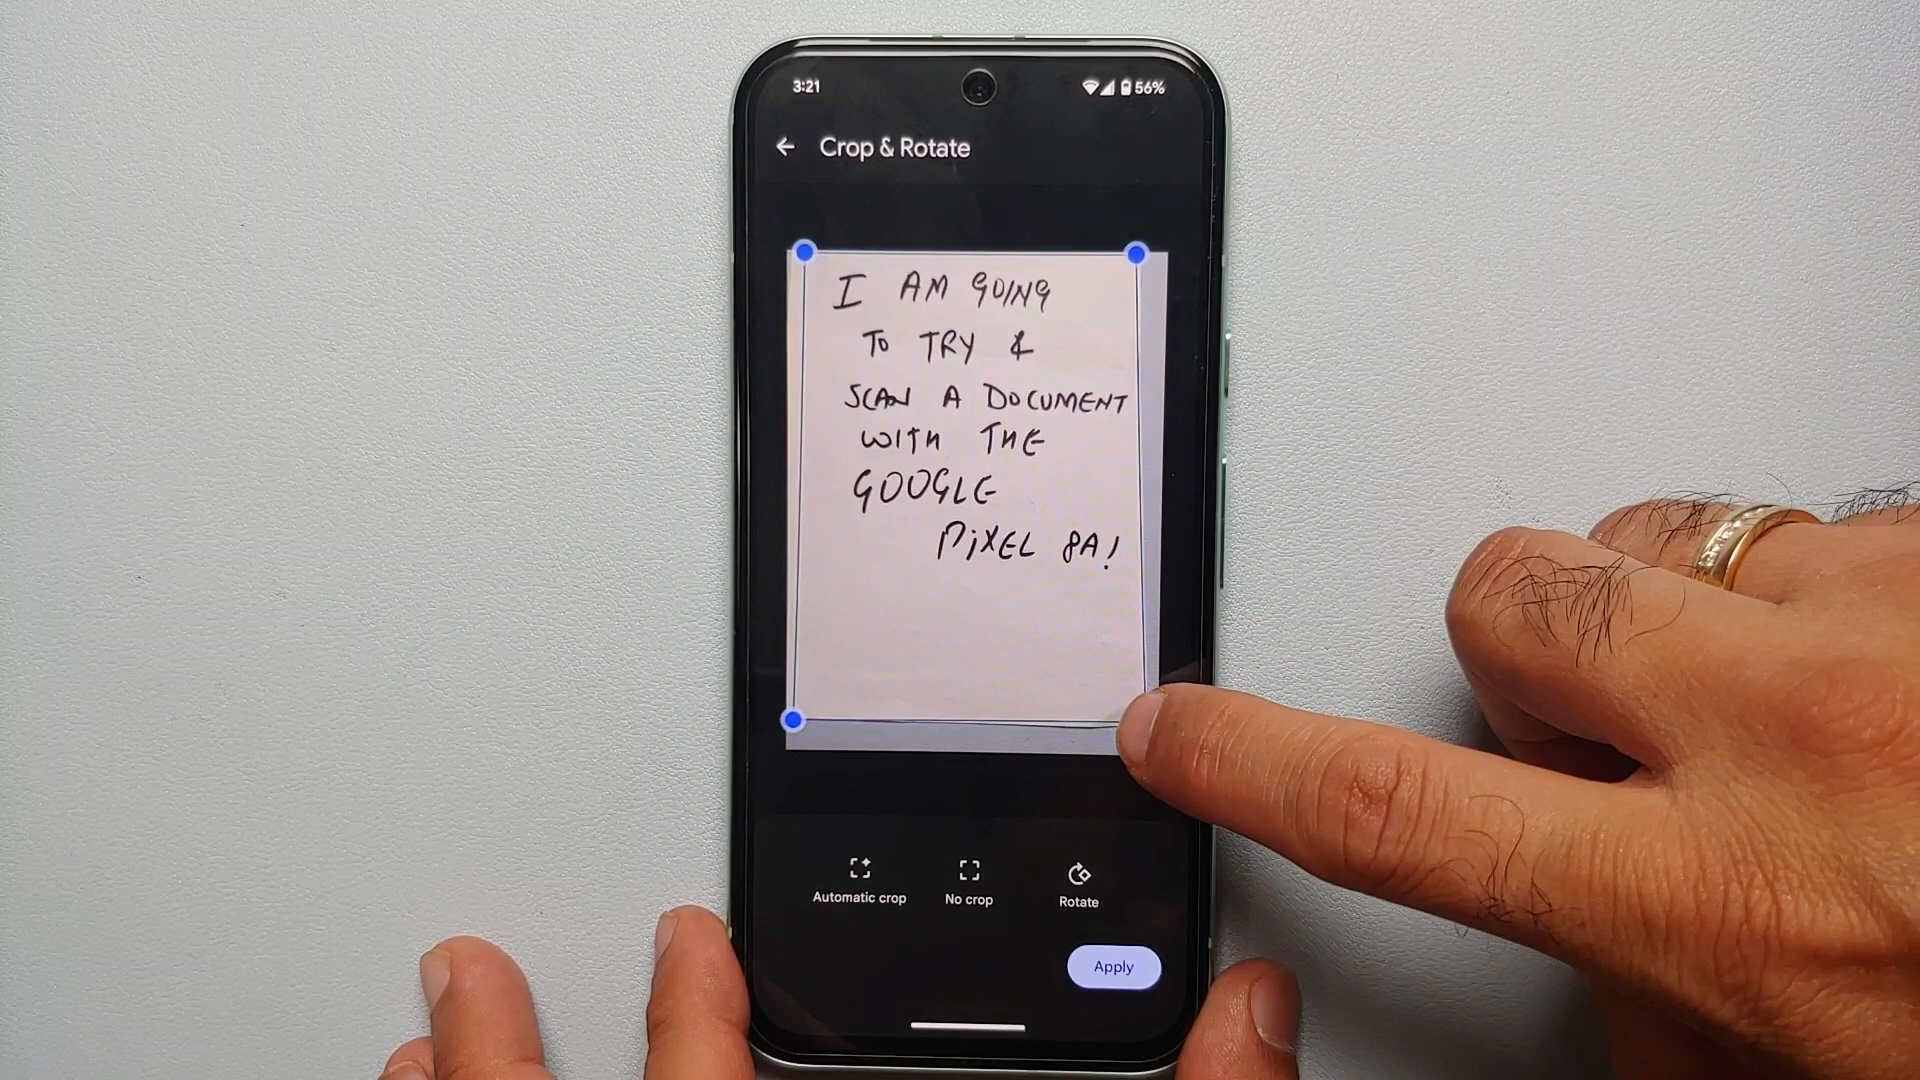 3:21
56%
Crop & Rotate
I AM GOING
TO TRY &
SCAN A DOCUMENT
WITH THE
GOOGLE
PIXEL 8A!
Automatic crop
No crop
Rotate
Apply